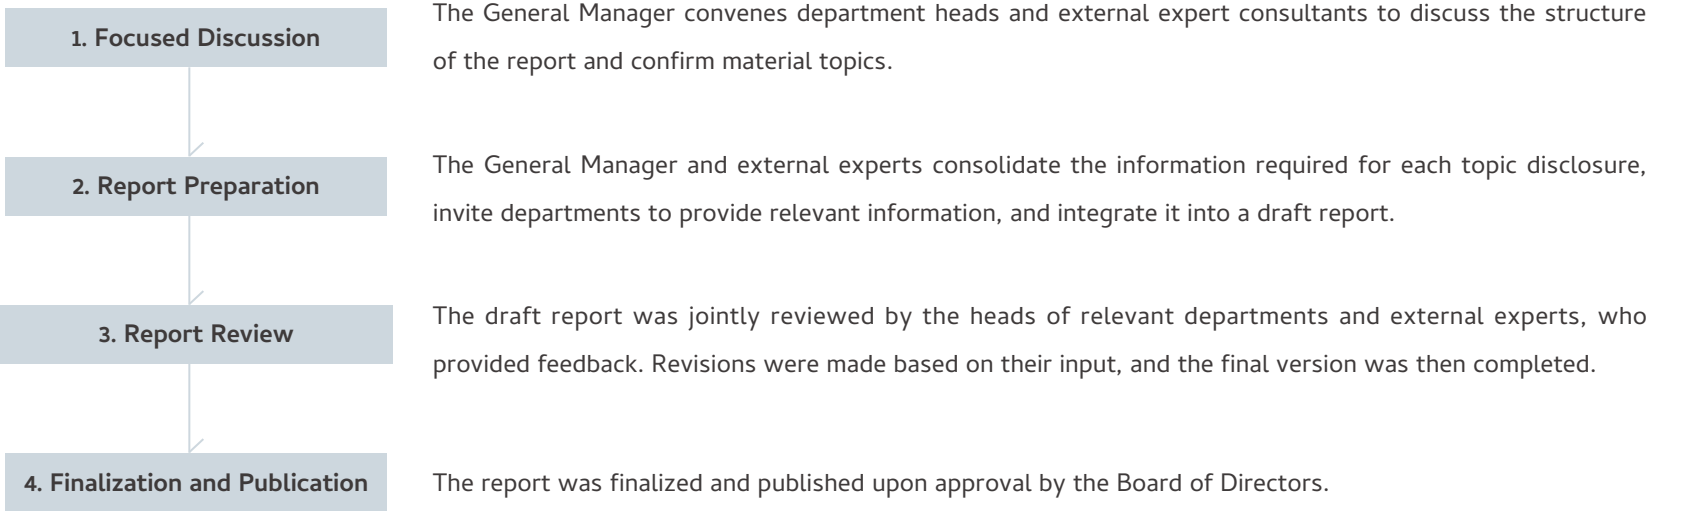 1. Focused Discussion
The General Manager convenes department heads and external expert consultants to discuss the structure
of the report and confirm material topics.
2. Report Preparation
The General Manager and external experts consolidate the information required for each topic disclosure,
invite departments to provide relevant information, and integrate it into a draft report.
3. Report Review
The draft report was jointly reviewed by the heads of relevant departments and external experts, who
provided feedback. Revisions were made based on their input, and the final version was then completed.
4. Finalization and Publication
The report was finalized and published upon approval by the Board of Directors.